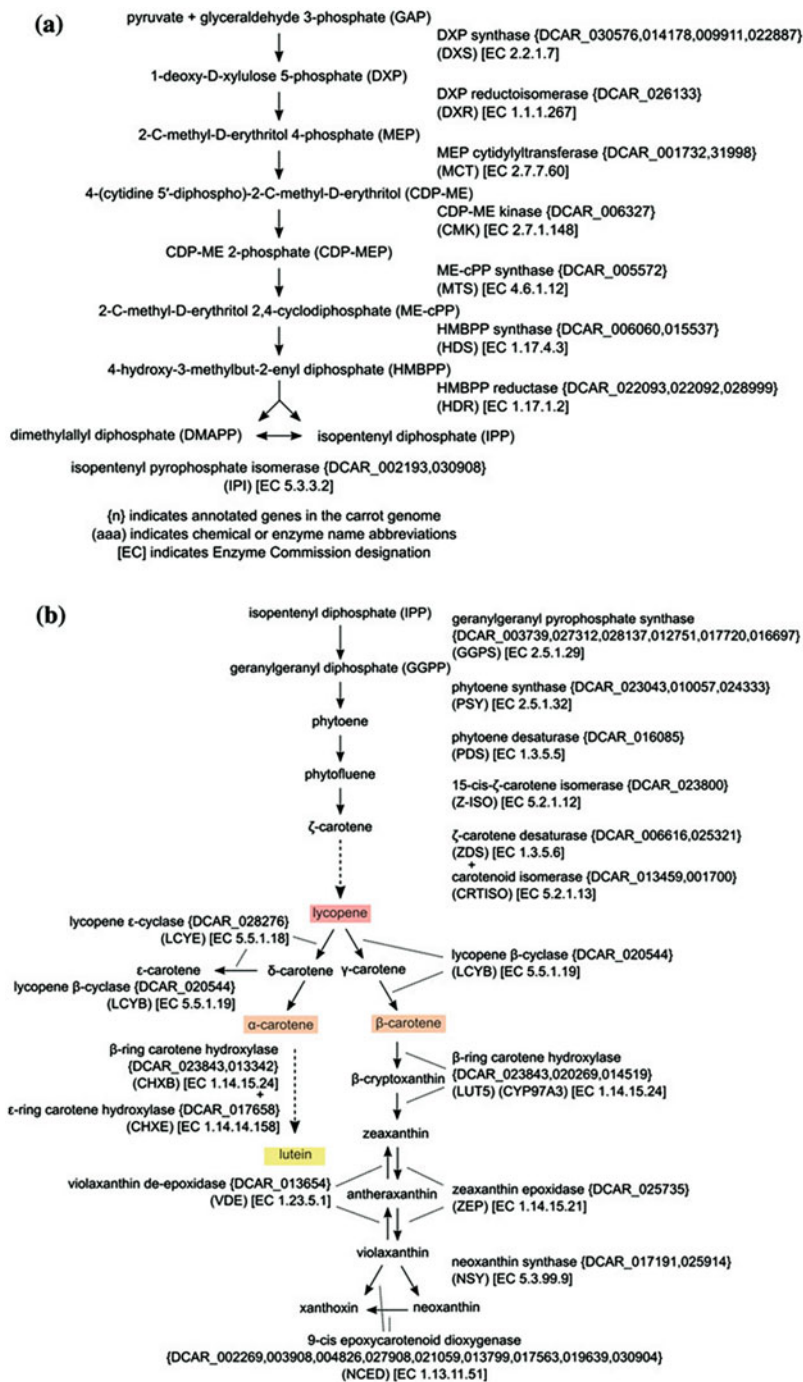 (a)
pyruvate + glyceraldehyde 3-phosphate (GAP)
DXP synthase {DCAR_030576,014178,009911,022887}
(DXS) [EC 2.2.1.7]
1-deoxy-D-xylulose 5-phosphate (DXP)
DXP reductoisomerase {DCAR_026133}
(DXR) [EC 1.1.1.267]
2-C-methyl-D-erythritol 4-phosphate (MEP)
MEP cytidylyltransferase {DCAR_001732,31998}
(MCT) [EC 2.7.7.60]
4-(cytidine 5′-diphospho)-2-C-methyl-D-erythritol (CDP-ME)
CDP-ME kinase {DCAR_006327}
(CMK) [EC 2.7.1.148]
CDP-ME 2-phosphate (CDP-MEP)
ME-cPP synthase {DCAR_005572}
(MTS) [EC 4.6.1.12]
2-C-methyl-D-erythritol 2,4-cyclodiphosphate (ME-cPP)
HMBPP synthase {DCAR_006060,015537}
(HDS) [EC 1.17.4.3]
4-hydroxy-3-methylbut-2-enyl diphosphate (HMBPP)
HMBPP reductase {DCAR_022093,022092,028999}
(HDR) [EC 1.17.1.2]
dimethylallyl diphosphate (DMAPP)
isopentenyl diphosphate (IPP)
isopentenyl pyrophosphate isomerase {DCAR_002193,030908}
(IPI) [EC 5.3.3.2]
{n} indicates annotated genes in the carrot genome
(aaa) indicates chemical or enzyme name abbreviations
[EC] indicates Enzyme Commission designation
(b)
isopentenyl diphosphate (IPP)
geranylgeranyl pyrophosphate synthase
{DCAR_003739,027312,028137,012751,017720,016697}
(GGPS) [EC 2.5.1.29]
geranylgeranyl diphosphate (GGPP)
phytoene synthase {DCAR_023043,010057,024333}
(PSY) [EC 2.5.1.32]
phytoene
phytoene desaturase {DCAR_016085}
(PDS) [EC 1.3.5.5]
phytofluene
15-cis-ζ-carotene isomerase {DCAR_023800}
(Z-ISO) [EC 5.2.1.12]
ζ-carotene
ζ-carotene desaturase {DCAR_006616,025321}
(ZDS) [EC 1.3.5.6]
+
carotenoid isomerase {DCAR_013459,001700}
(CRTISO) [EC 5.2.1.13]
lycopene
lycopene ε-cyclase {DCAR_028276}
(LCYE) [EC 5.5.1.18]
lycopene β-cyclase {DCAR_020544}
(LCYB) [EC 5.5.1.19]
ε-carotene
δ-carotene
γ-carotene
lycopene β-cyclase {DCAR_020544}
(LCYB) [EC 5.5.1.19]
α-carotene
β-carotene
β-ring carotene hydroxylase
{DCAR_023843,013342}
(CHXB) [EC 1.14.15.24]
+
ε-ring carotene hydroxylase {DCAR_017658}
(CHXE) [EC 1.14.14.158]
β-ring carotene hydroxylase
{DCAR_023843,020269,014519}
(LUT5) (CYP97A3) [EC 1.14.15.24]
β-cryptoxanthin
zeaxanthin
lutein
violaxanthin de-epoxidase {DCAR_013654}
(VDE) [EC 1.23.5.1]
antheraxanthin
zeaxanthin epoxidase {DCAR_025735}
(ZEP) [EC 1.14.15.21]
violaxanthin
neoxanthin synthase {DCAR_017191,025914}
(NSY) [EC 5.3.99.9]
xanthoxin
neoxanthin
9-cis epoxycarotenoid dioxygenase
{DCAR_002269,003908,004826,027908,021059,013799,017563,019639,030904}
(NCED) [EC 1.13.11.51]